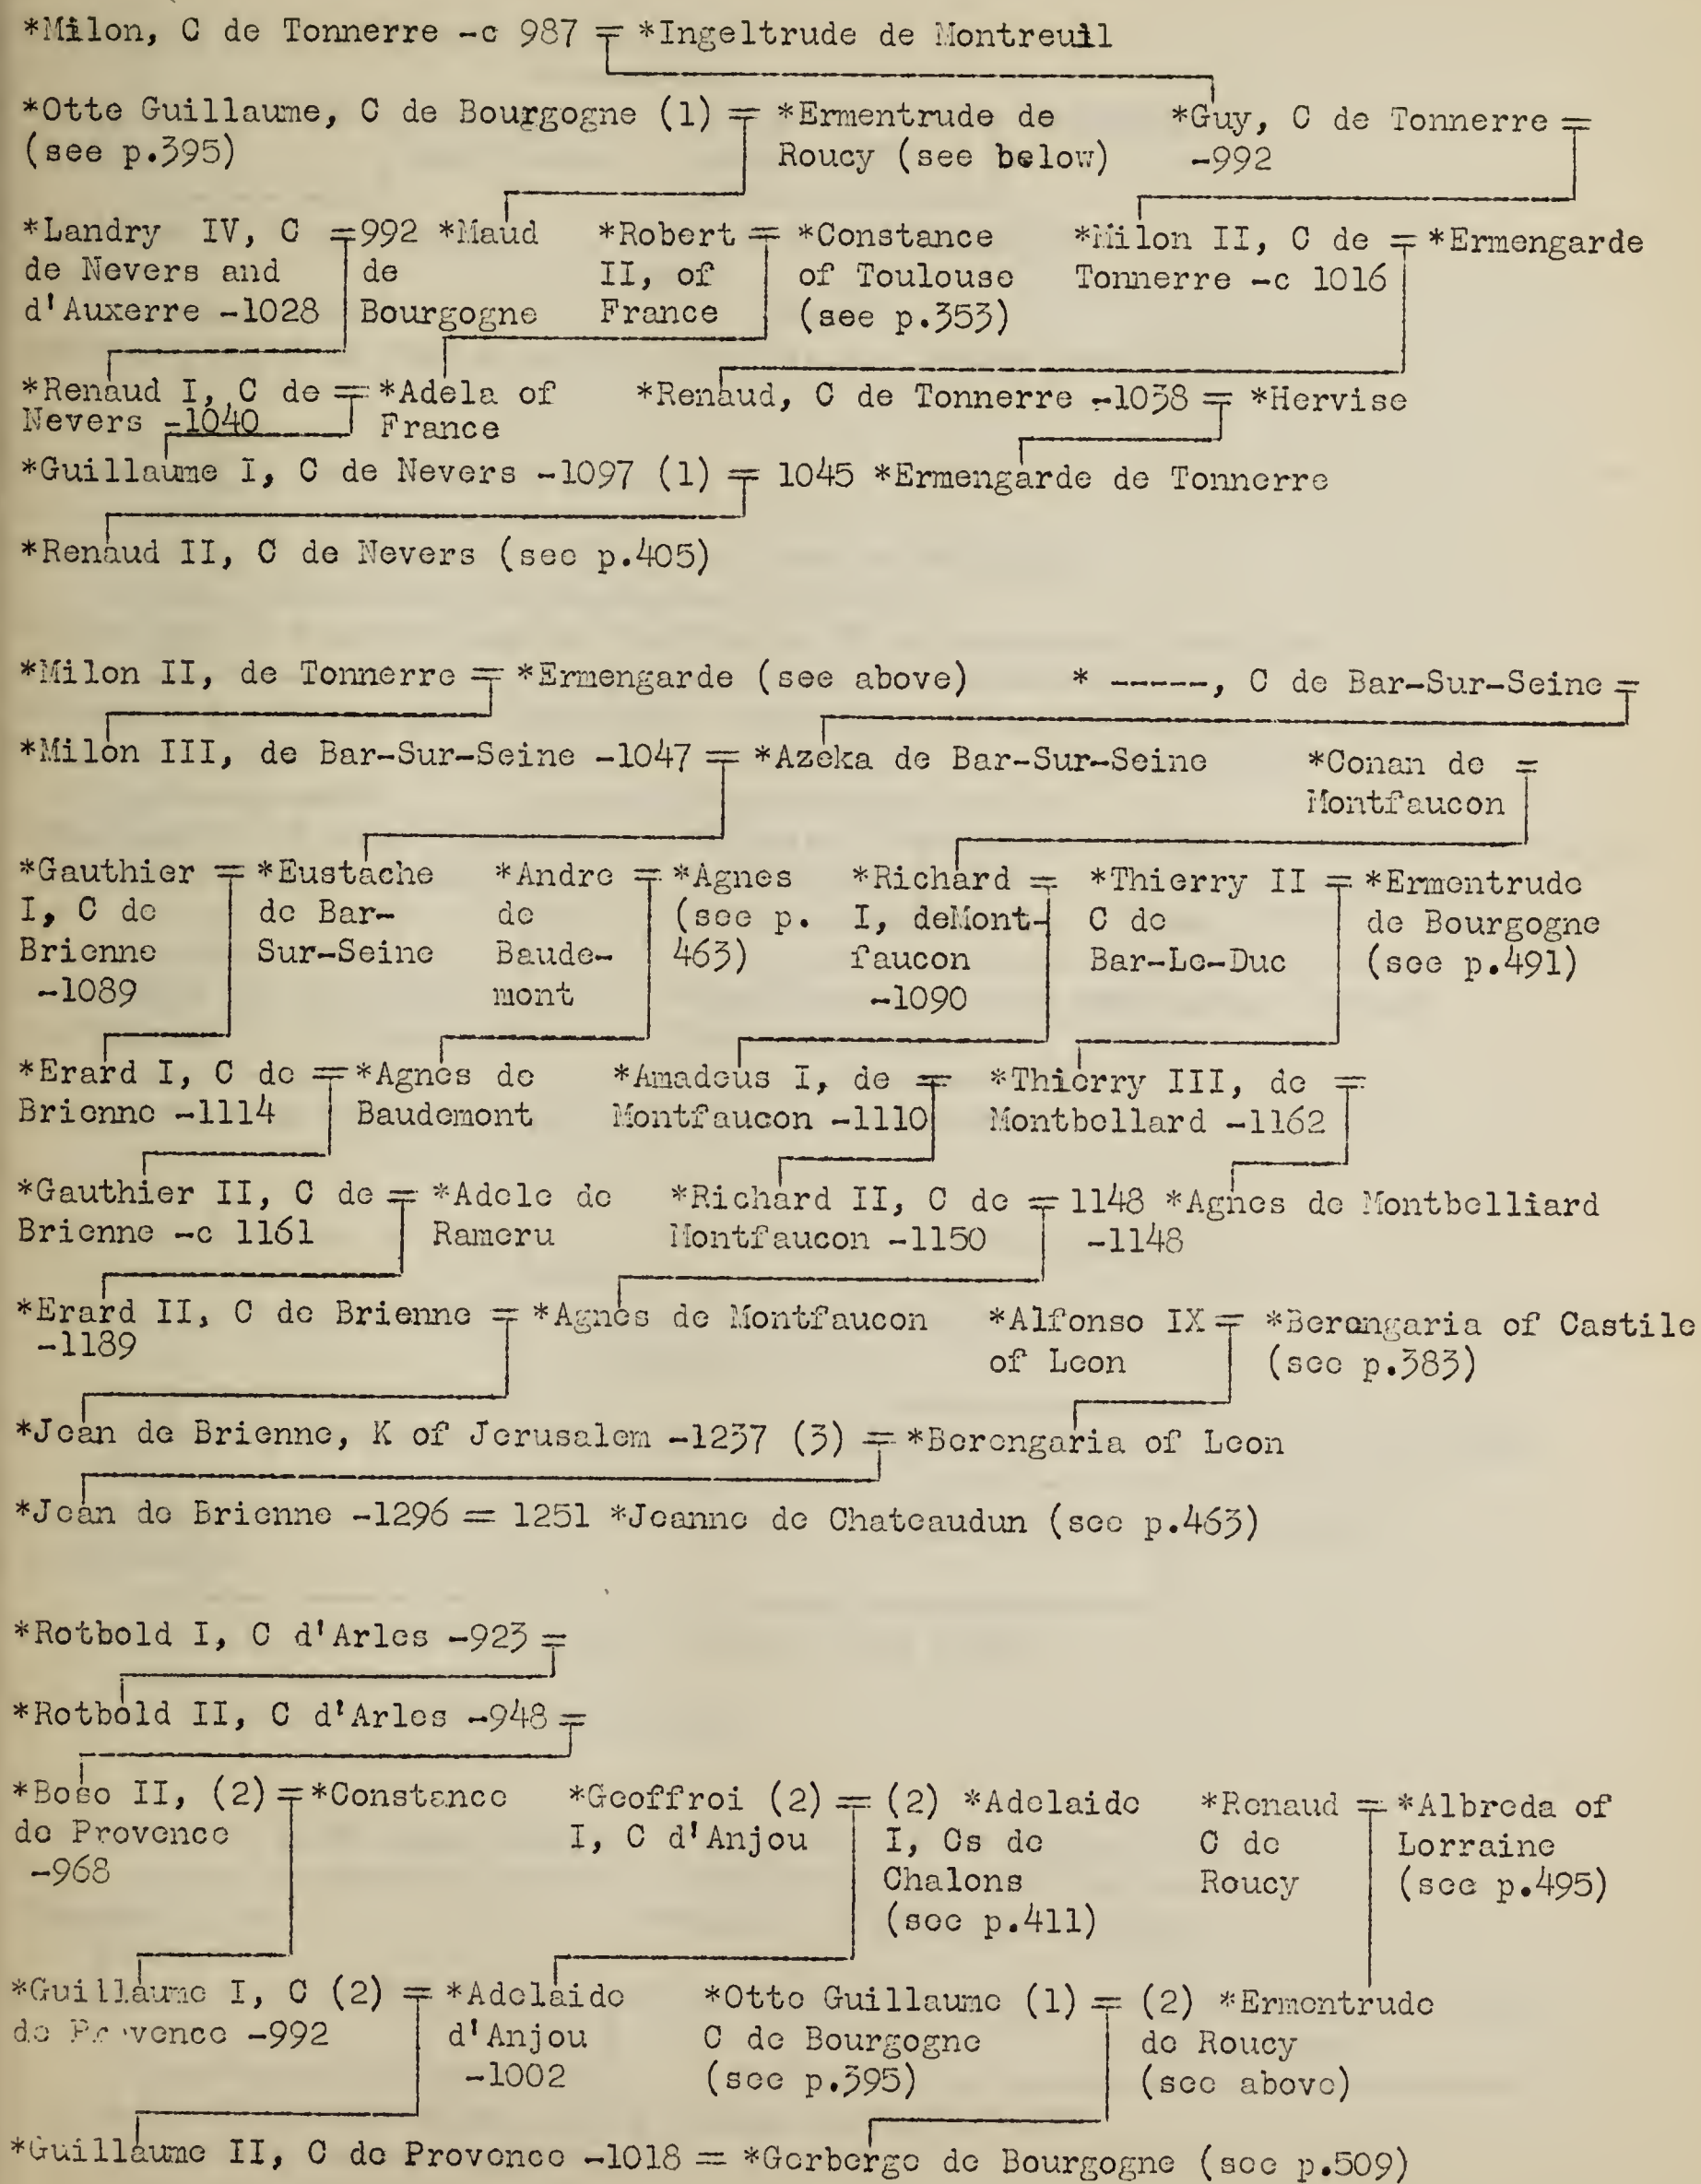 *Milon, C de Tonnerre -c 987 = *Ingeltrude de Montreuil
*Otte Guillaume, C de Bourgogne (1) = *Ermentrude de *Guy, C de Tonnerre =
(see p.395) Roucy (see below) -992
*Landry IV, C =992 *Maud *Robert = *Constance *Milon II, C de = *Ermengarde
de Nevers and de II, of of Toulouse Tonnerre -c 1016
d'Auxerre -1028 Bourgogne France (see p.353)
*Renaud I, C de = *Adela of *Renaud, C de Tonnerre -1038 = *Hervise
Nevers -1040 France
*Guillaume I, C de Nevers -1097 (1) = 1045 *Ermengarde de Tonnerre
*Renaud II, C de Nevers (see p.405)
*Milon II, de Tonnerre = *Ermengarde (see above) * -----, C de Bar-Sur-Seine =
*Milon III, de Bar-Sur-Seine -1047 = *Azeka de Bar-Sur-Seine *Conan de =
Montfaucon
*Gauthier = *Eustache *Andre = *Agnes *Richard = *Thierry II = *Ermentrude
I, C de de Bar- de (see p. I, deMont- C de de Bourgogne
Brienne Sur-Seine Baude- 463) faucon Bar-Le-Duc (see p.491)
-1089 mont -1090
*Erard I, C de = *Agnes de *Amadeus I, de = *Thierry III, de =
Brienne -1114 Baudemont Montfaucon -1110 Montbellard -1162
*Gauthier II, C de = *Adele de *Richard II, C de = 1148 *Agnes de Montbelliard
Brienne -c 1161 Rameru Montfaucon -1150 -1148
*Erard II, C de Brienne = *Agnes de Montfaucon *Alfonso IX = *Berengaria of Castile
-1189 of Leon (see p.383)
*Jean de Brienne, K of Jerusalem -1237 (3) = *Berengaria of Leon
*Jean de Brienne -1296 = 1251 *Jeanne de Chateaudun (see p.463)
*Rotbold I, C d'Arles -923 =
*Rotbold II, C d'Arles -948 =
*Boso II, (2) = *Constance *Geoffroi (2) = (2) *Adelaide *Renaud = *Albreda of
de Provence I, C d'Anjou I, Cs de C de Lorraine
-968 Chalons Roucy (see p.495)
(see p.411)
*Guillaume I, C (2) = *Adelaide *Otto Guillaume (1) = (2) *Ermentrude
de Provence -992 d'Anjou C de Bourgogne de Roucy
-1002 (see p.395) (see above)
*Guillaume II, C de Provence -1018 = *Gerberge de Bourgogne (see p.509)